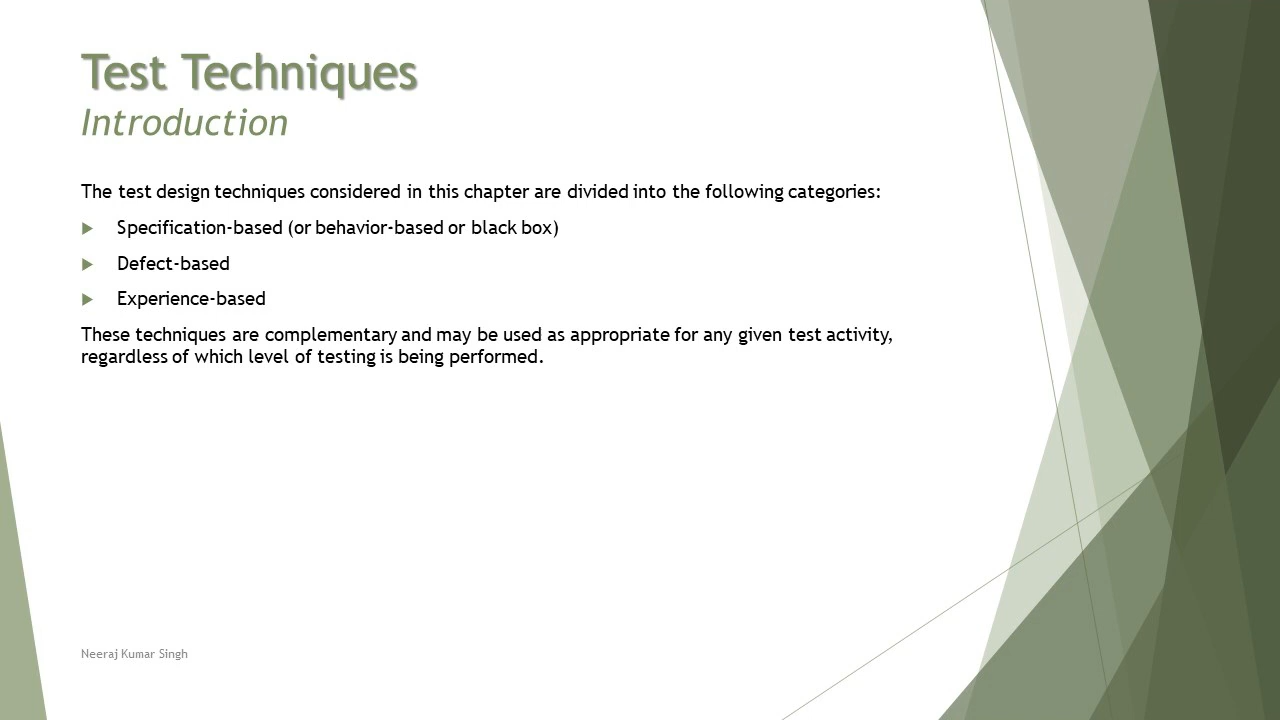 Test Techniques
Introduction
The test design techniques considered in this chapter are divided into the following categories:
Specification-based (or behavior-based or black box)
Defect-based
Experience-based
These techniques are complementary and may be used as appropriate for any given test activity,
regardless of which level of testing is being performed.
Neeraj Kumar Singh